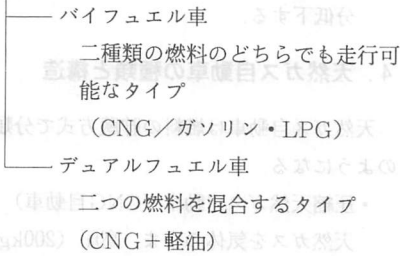 バイフュエル車
二種類の燃料のどちらでも走行可
能なタイプ
(CNG/ガソリン・LPG)
デュアルフュエル車
二つの燃料を混合するタイプ
(CNG+軽油)